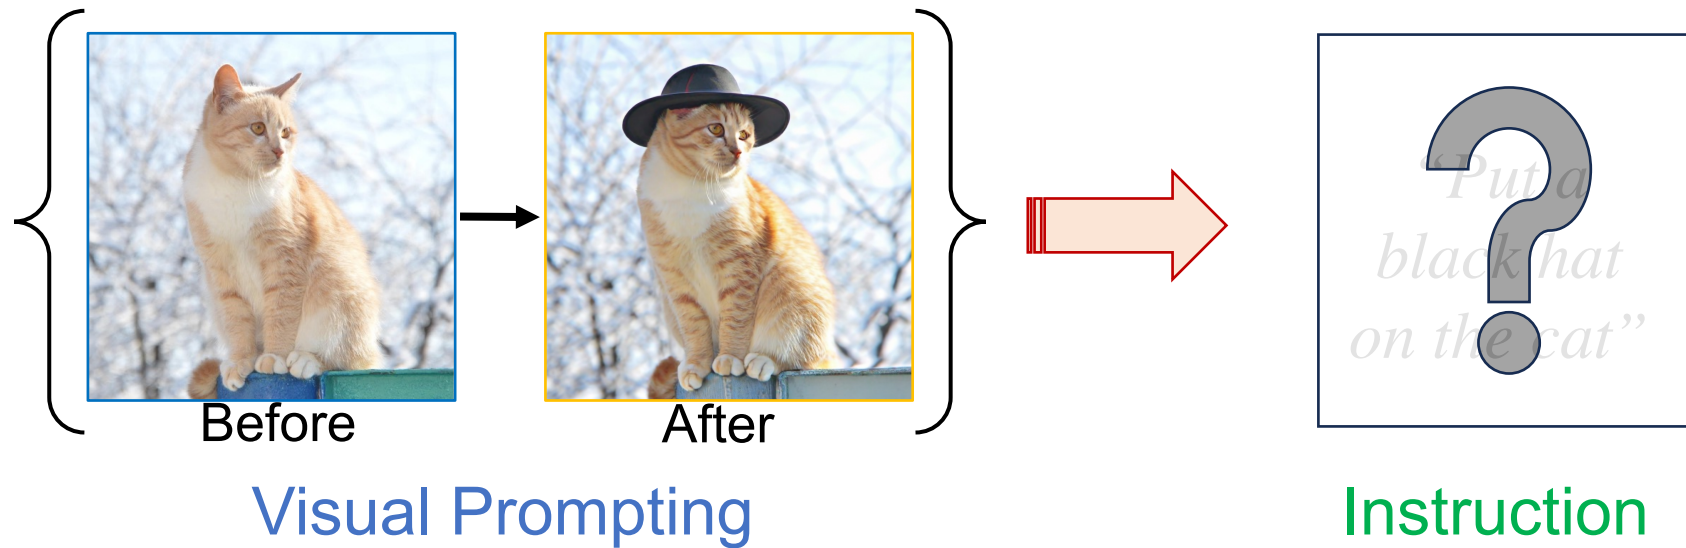 Before
After
Visual Prompting
“Put a
black hat
on the cat”
Instruction